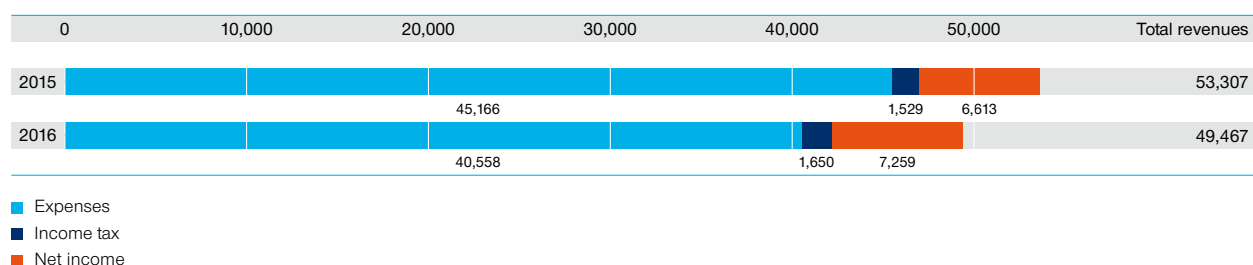 0 10,000 20,000 30,000 40,000 50,000 Total revenues
2015 53,307
45,166 1,529 6,613
2016 49,467
40,558 1,650 7,259
Expenses
Income tax
Net income